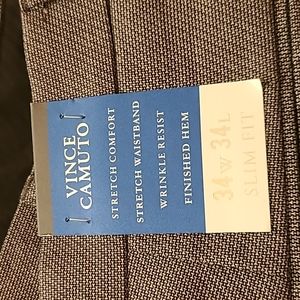 VINCE
CAMUTO
STRETCH COMFORT
STRETCH WAISTBAND
WRINKLE RESIST
FINISHED HEM
34W 34L
SLIM FIT